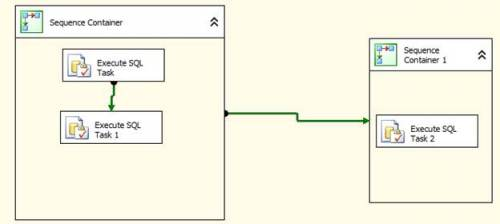 Sequence Container
Execute SQL
Task
Execute SQL
Task 1
Sequence
Container 1
Execute SQL
Task 2